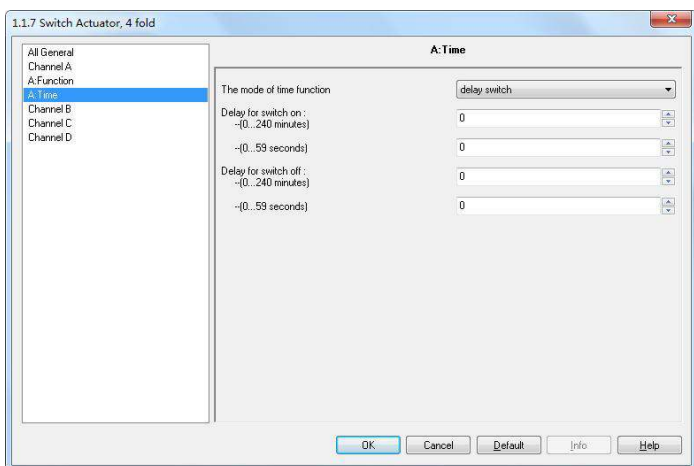 1.1.7 Switch Actuator, 4 fold
All General
Channel A
A:Function
A:Time
Channel B
Channel C
Channel D
A:Time
The mode of time function
delay switch
Delay for switch on :
--(0...240 minutes)
0
--(0...59 seconds)
0
Delay for switch off :
--(0...240 minutes)
0
--(0...59 seconds)
0
OK
Cancel
Default
Info
Help